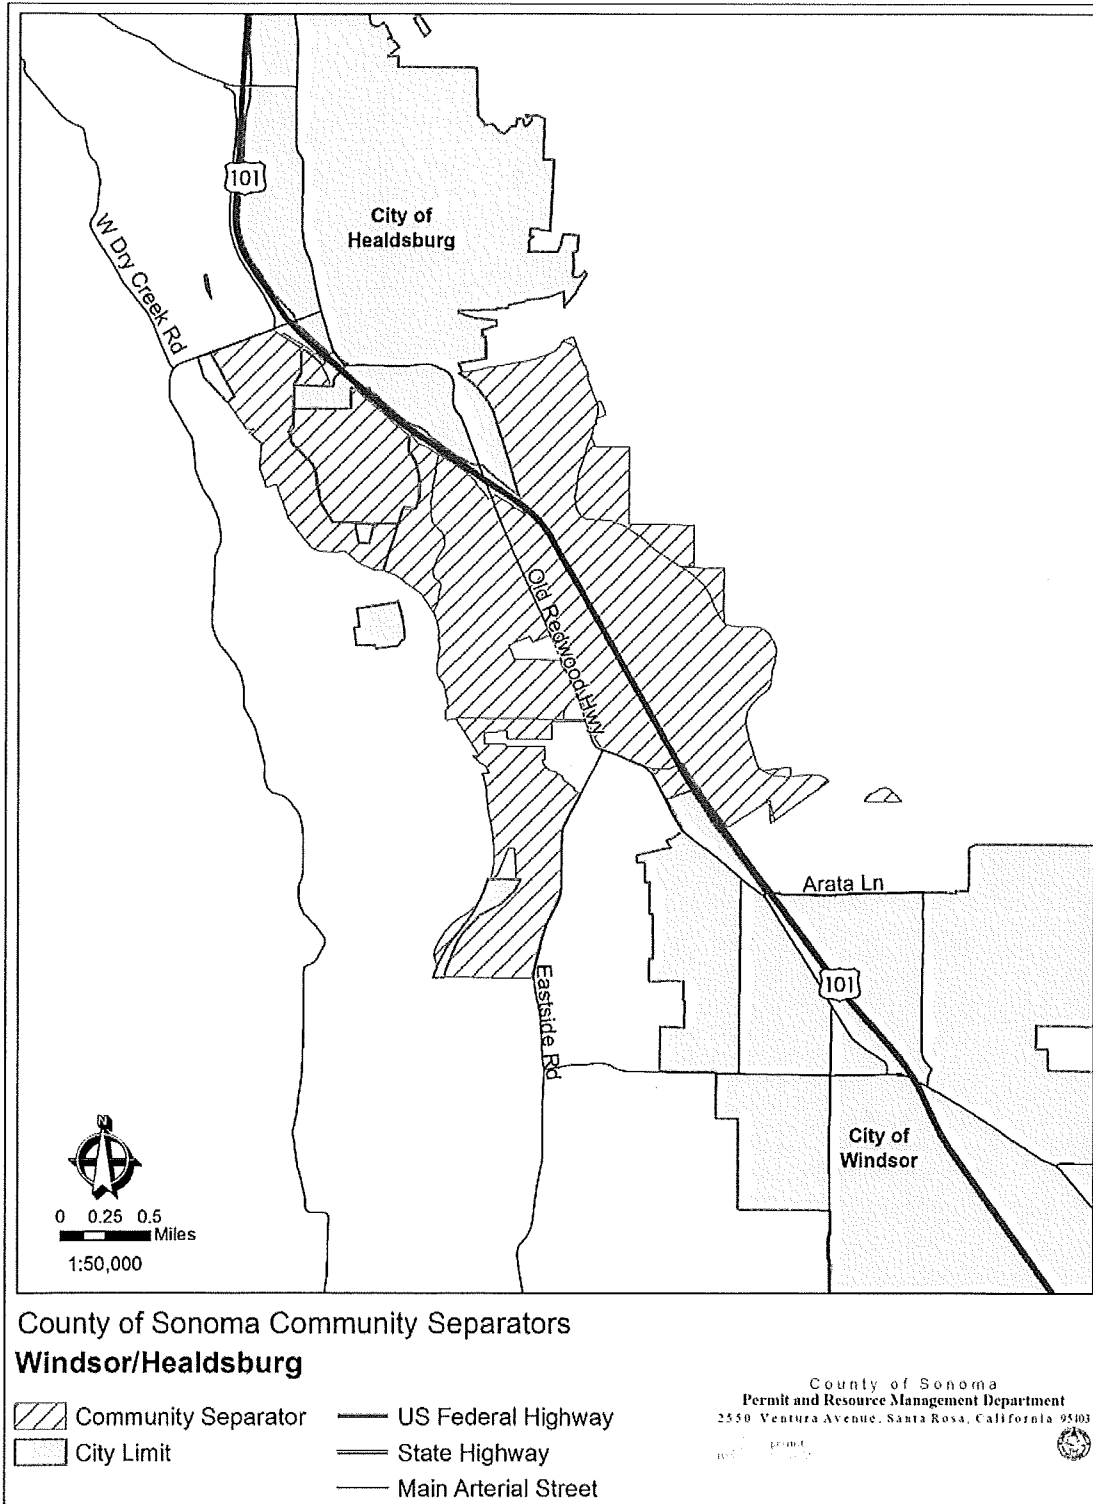 101
City of
Healdsburg
W Dry Creek Rd
Old Redwood Hwy
Arata Ln
101
Eastside Rd
City of
Windsor
N
0 0.25 0.5
Miles
1:50,000
County of Sonoma Community Separators
Windsor/Healdsburg
Community Separator
US Federal Highway
City Limit
State Highway
Main Arterial Street
County of Sonoma
Permit and Resource Management Department
2550 Ventura Avenue, Santa Rosa, California 95403
permit